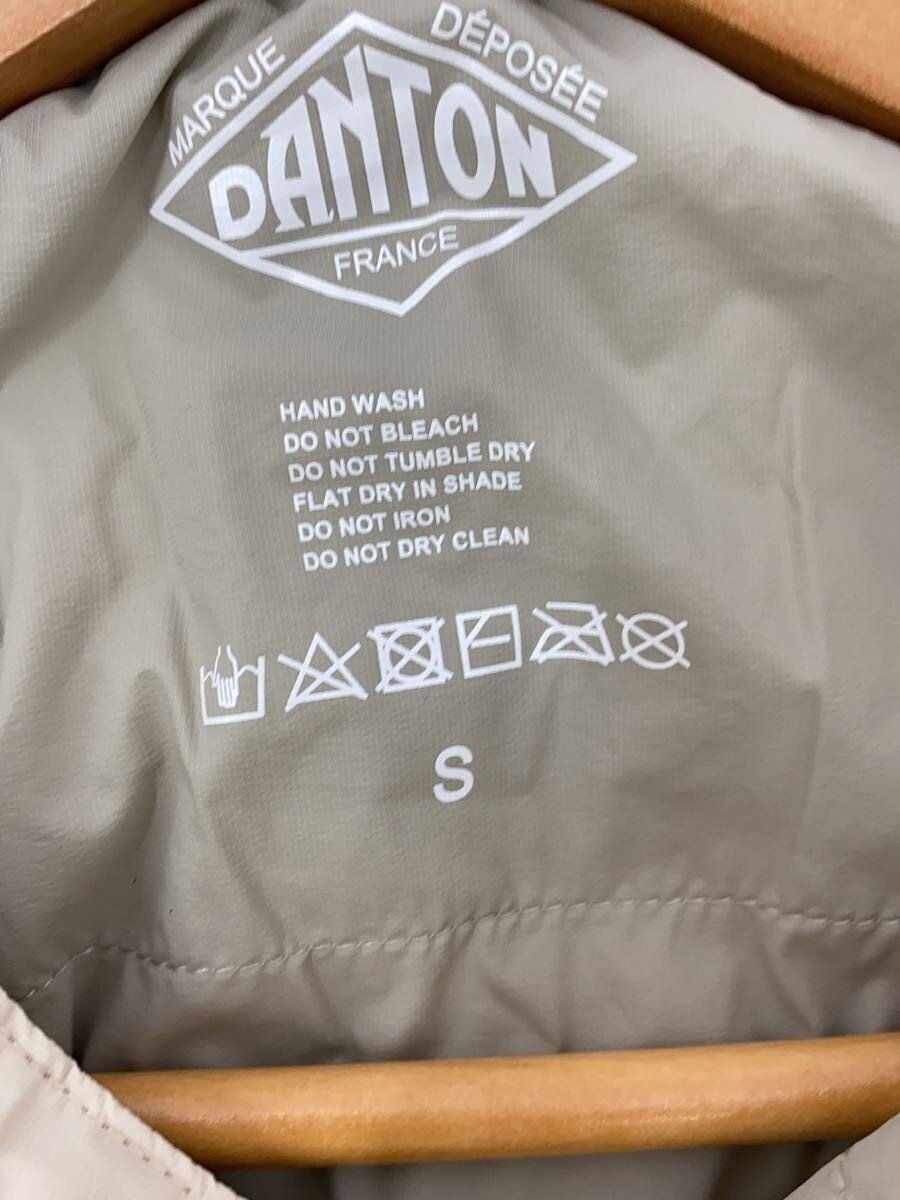 MARQUE DÉPOSÉE
DANTON
FRANCE
HAND WASH
DO NOT BLEACH
DO NOT TUMBLE DRY
FLAT DRY IN SHADE
DO NOT IRON
DO NOT DRY CLEAN
S